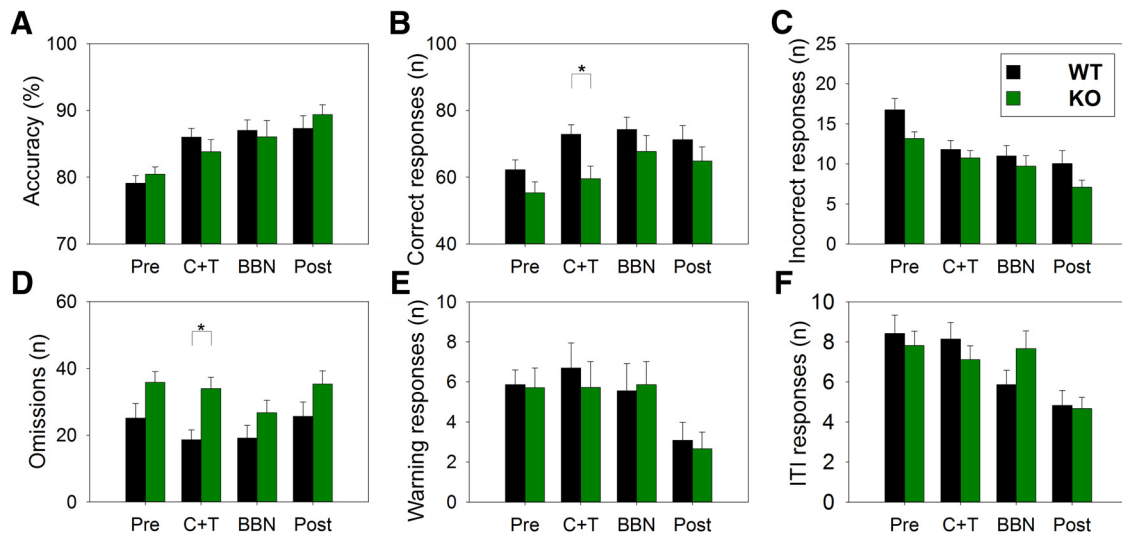 A
Accuracy (%)
100
90
80
70
Pre C+T BBN Post
B
Correct responses (n)
100
80
60
40
*
Pre C+T BBN Post
C
Incorrect responses (n)
25
20
15
10
5
0
WT
KO
Pre C+T BBN Post
D
Omissions (n)
60
40
20
0
*
Pre C+T BBN Post
E
Warning responses (n)
10
8
6
4
2
0
Pre C+T BBN Post
F
ITI responses (n)
10
8
6
4
2
0
Pre C+T BBN Post